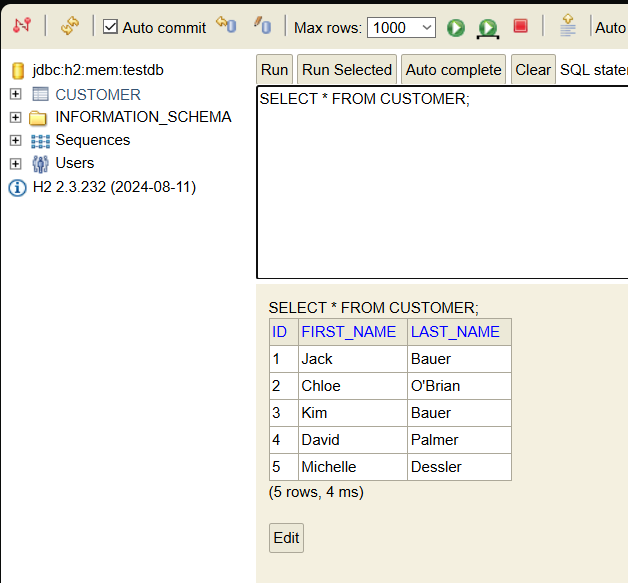 Auto commit Max rows: 1000 Auto
jdbc:h2:mem:testdb
CUSTOMER
INFORMATION_SCHEMA
Sequences
Users
H2 2.3.232 (2024-08-11)
Run Run Selected Auto complete Clear SQL state
SELECT * FROM CUSTOMER;
SELECT * FROM CUSTOMER;
ID FIRST_NAME LAST_NAME
1 Jack Bauer
2 Chloe O'Brian
3 Kim Bauer
4 David Palmer
5 Michelle Dessler
(5 rows, 4 ms)
Edit